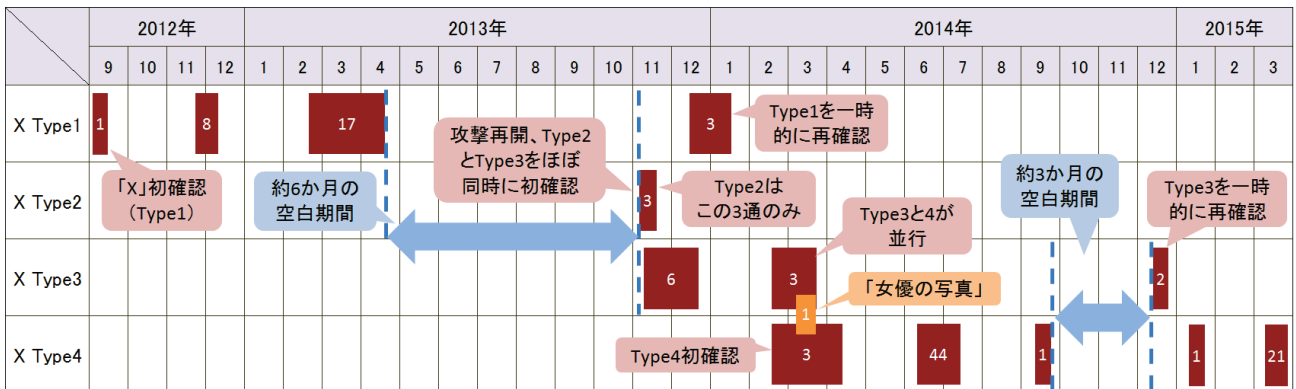 2012年 2013年 2014年 2015年
9 10 11 12 1 2 3 4 5 6 7 8 9 10 11 12 1 2 3 4 5 6 7 8 9 10 11 12 1 2 3
X Type1
1
8
17
3
Type1を一時
的に再確認
「X」初確認
（Type1）
約6か月の
空白期間
攻撃再開、Type2
とType3をほぼ
同時に初確認
X Type2
3
Type2は
この3通のみ
約3か月の
空白期間
Type3を一時
的に再確認
Type3と4が
並行
X Type3
6
3
2
1
「女優の写真」
X Type4
Type4初確認
3
44
1
1
21